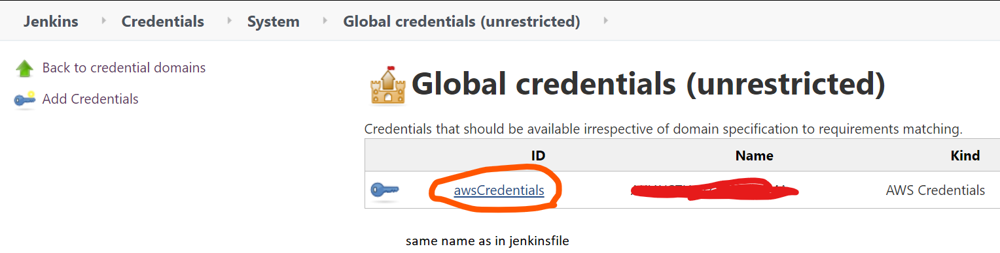 Jenkins Credentials System Global credentials (unrestricted)
Back to credential domains
Add Credentials
Global credentials (unrestricted)
Credentials that should be available irrespective of domain specification to requirements matching.
ID Name Kind
awsCredentials AWS Credentials
same name as in jenkinsfile